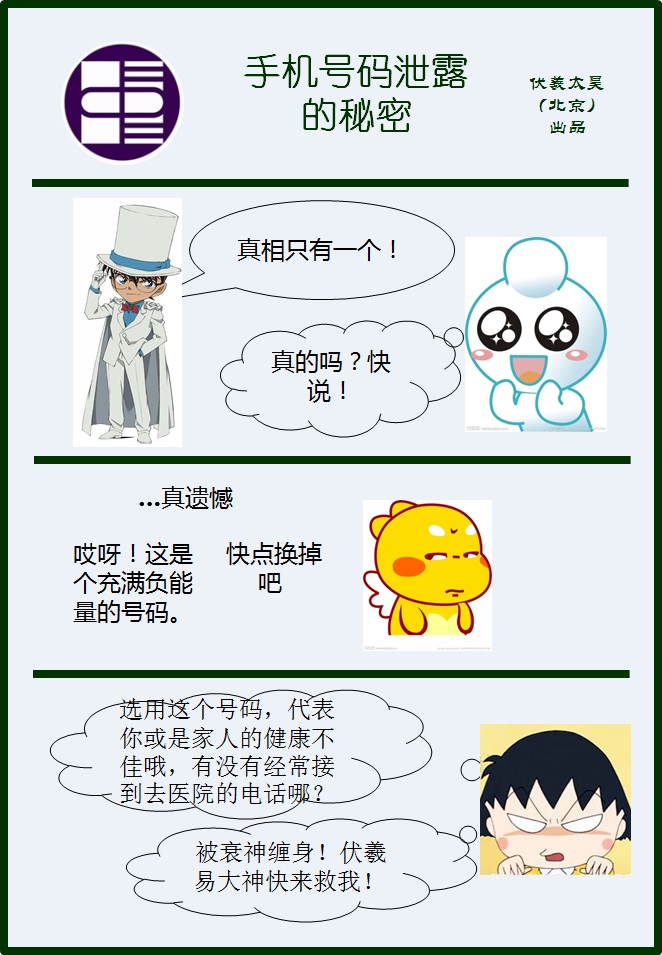 手机号码泄露
的秘密
伏羲太昊
（北京）
出品
真相只有一个！
真的吗？快
说！
...真遗憾
哎呀！这是
个充满负能
量的号码。
快点换掉
吧
选用这个号码，代表
你或是家人的健康不
佳哦，有没有经常接
到去医院的电话哪?
被衰神缠身！伏羲
易大神快来救我！